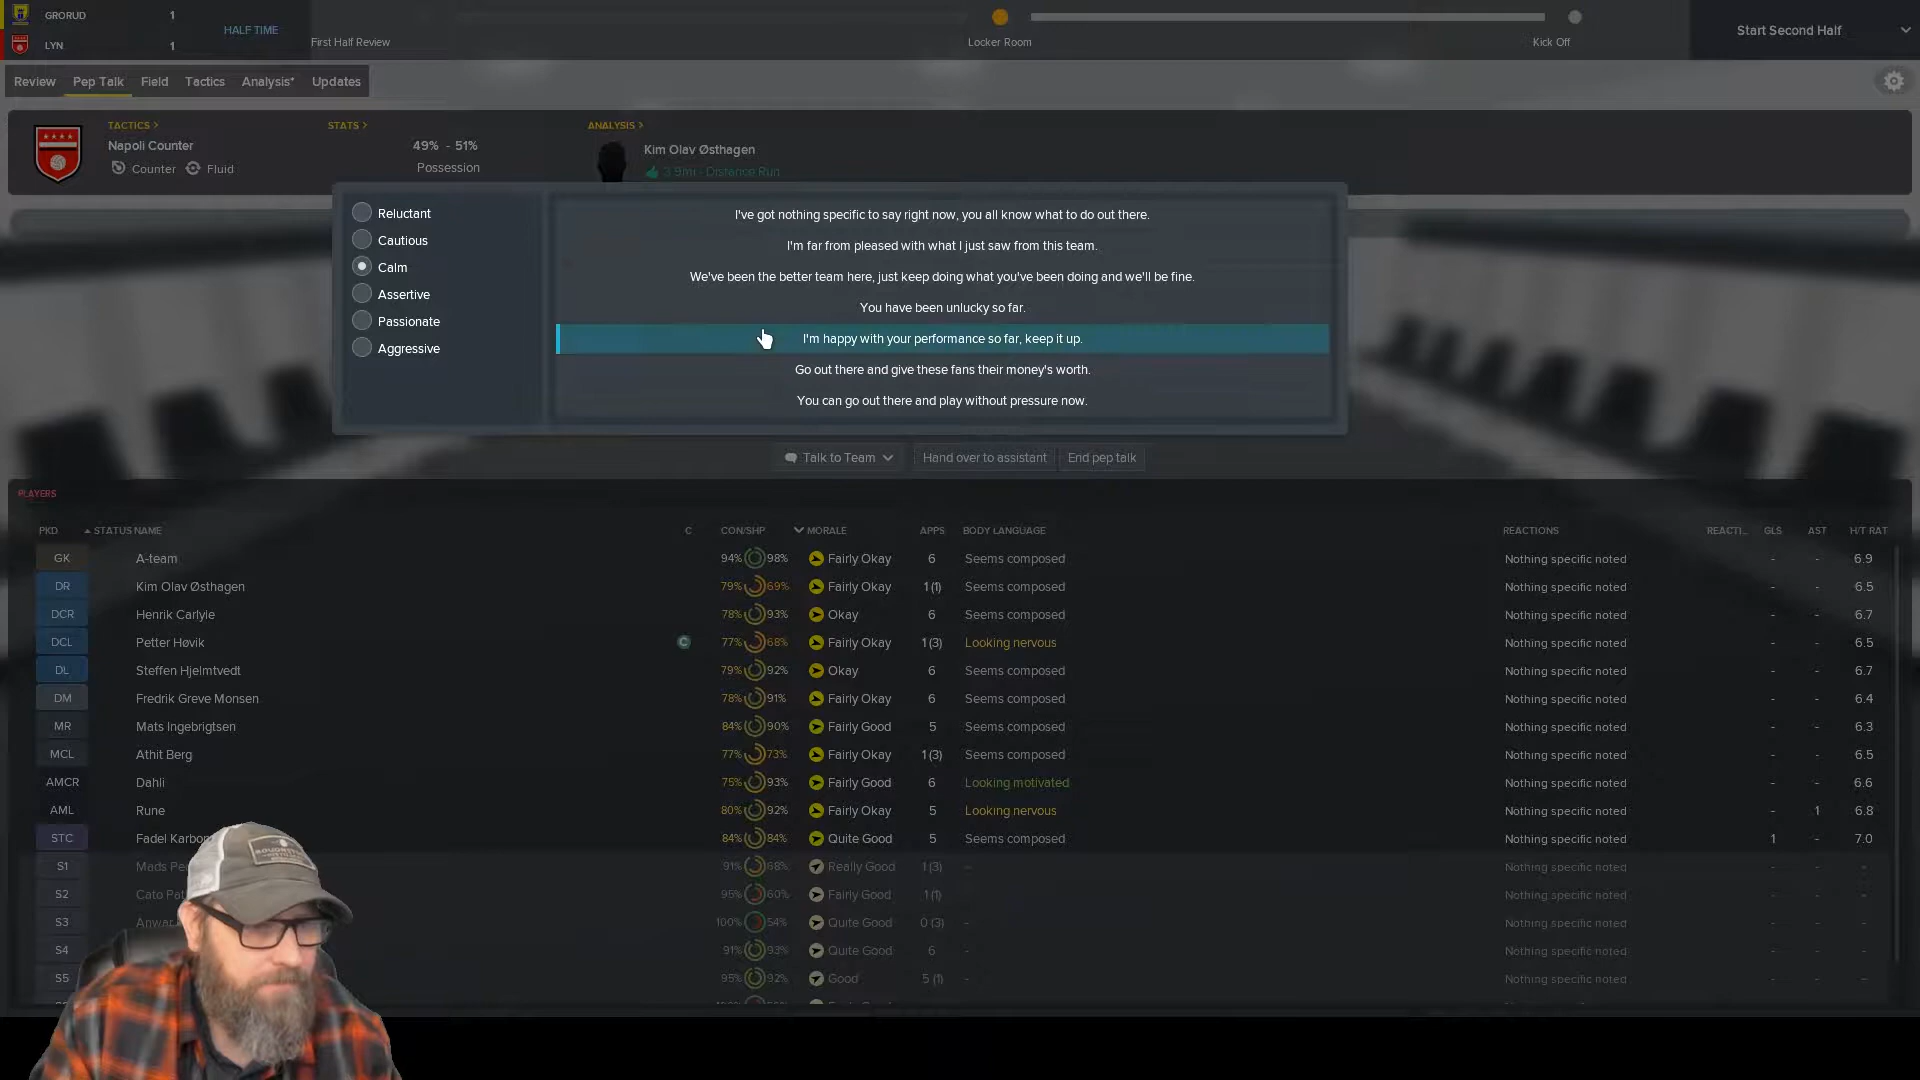 GRORUD 1
LYN 1
HALF TIME
First Half Review
Locker Room
Kick Off
Start Second Half
Review Pep Talk Field Tactics Analysis* Updates
TACTICS >
Napoli Counter
Counter Fluid
STATS >
49% - 51%
Possession
ANALYSIS >
Kim Olav Østhagen
3.9mi - Distance Run
Reluctant
Cautious
Calm
Assertive
Passionate
Aggressive
I've got nothing specific to say right now, you all know what to do out there.
I'm far from pleased with what I just saw from this team.
We've been the better team here, just keep doing what you've been doing and we'll be fine.
You have been unlucky so far.
I'm happy with your performance so far, keep it up.
Go out there and give these fans their money's worth.
You can go out there and play without pressure now.
Talk to Team Hand over to assistant End pep talk
PLAYERS
PKD STATUS NAME C CON/SHP MORALE APPS BODY LANGUAGE REACTIONS REACTI... GLS AST H/T RAT
GK A-team 94% 98% Fairly Okay 6 Seems composed Nothing specific noted - - 6.9
DR Kim Olav Østhagen 79% 69% Fairly Okay 1 (1) Seems composed Nothing specific noted - - 6.5
DCR Henrik Carlyle 78% 93% Okay 6 Seems composed Nothing specific noted - - 6.7
DCL Petter Høvik C 77% 68% Fairly Okay 1 (3) Looking nervous Nothing specific noted - - 6.5
DL Steffen Hjelmtvedt 79% 92% Okay 6 Seems composed Nothing specific noted - - 6.7
DM Fredrik Greve Monsen 78% 91% Fairly Okay 6 Seems composed Nothing specific noted - - 6.4
MR Mats Ingebrigtsen 84% 90% Fairly Good 5 Seems composed Nothing specific noted - - 6.3
MCL Athit Berg 77% 73% Fairly Okay 1 (3) Seems composed Nothing specific noted - - 6.5
AMCR Dahli 75% 93% Fairly Good 6 Looking motivated Nothing specific noted - - 6.6
AML Rune 80% 92% Fairly Okay 5 Looking nervous Nothing specific noted - 1 6.8
STC Fadel Karbon 84% 84% Quite Good 5 Seems composed Nothing specific noted 1 - 7.0
S1 Mads Pe 91% 68% Really Good 1 (3) - Nothing specific noted - - -
S2 Cato Pa 95% 60% Fairly Good 1 (1) - Nothing specific noted - - -
S3 Anwar 100% 54% Quite Good 0 (3) - Nothing specific noted - - -
S4 91% 93% Quite Good 6 - Nothing specific noted - - -
S5 95% 92% Good 5 (1) - Nothing specific noted - - -